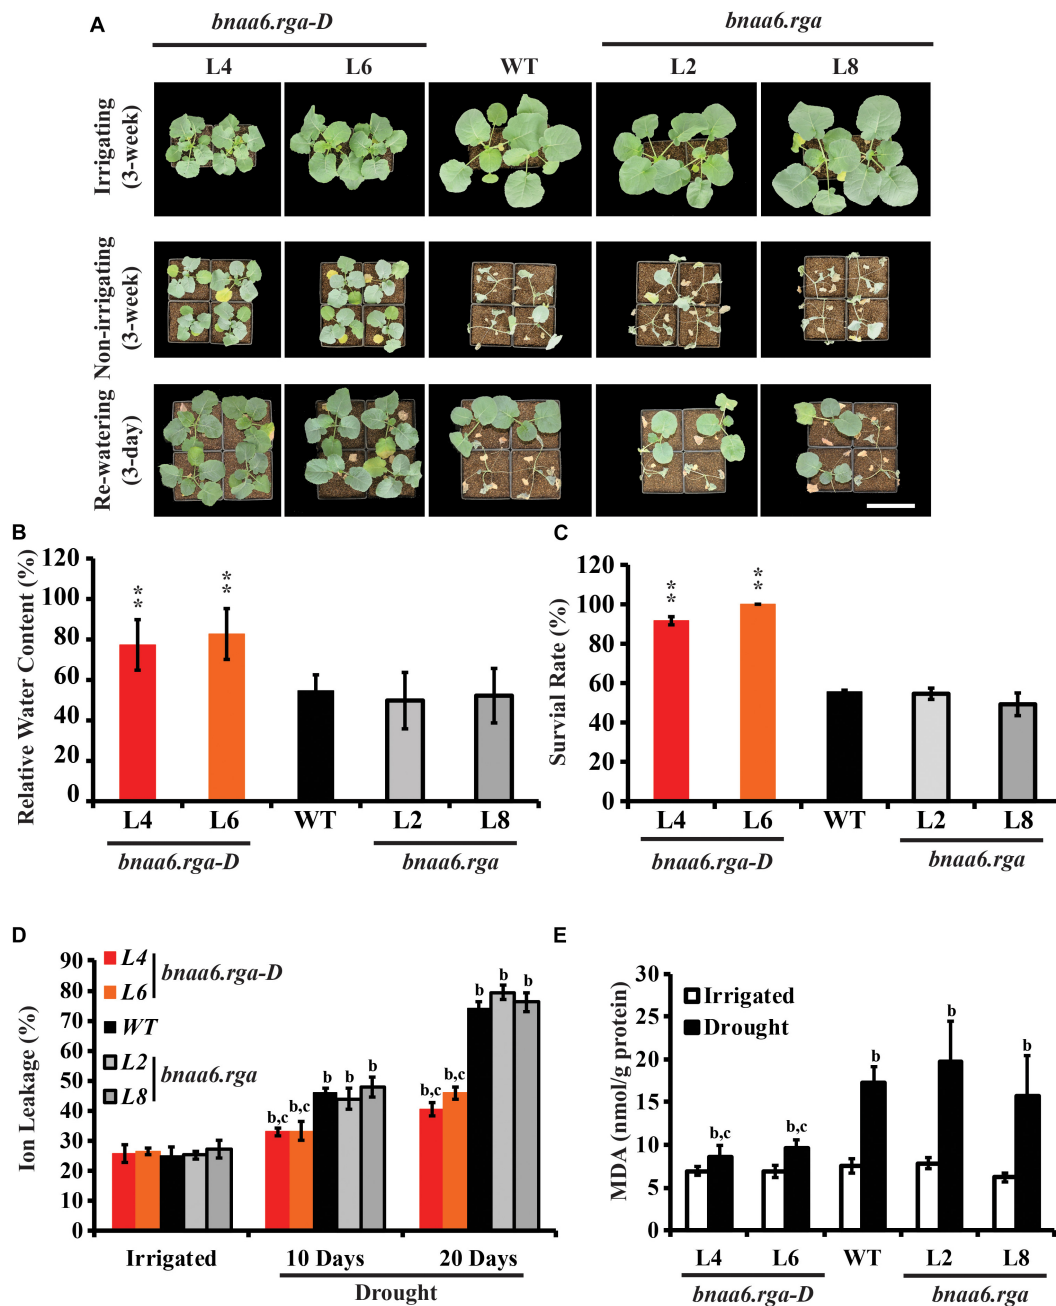 A
bnaa6.rga-D
bnaa6.rga
L4 L6 WT L2 L8
Irrigating
(3-week)
Non-irrigating
(3-week)
Re-watering
(3-day)
B
Relative Water Content (%)
120
100
80
60
40
20
0
**
**
L4 L6 WT L2 L8
bnaa6.rga-D bnaa6.rga
C
Survial Rate (%)
120
100
80
60
40
20
0
**
**
L4 L6 WT L2 L8
bnaa6.rga-D bnaa6.rga
D
Ion Leakage (%)
90
80
70
60
50
40
30
20
10
0
L4
L6
bnaa6.rga-D
WT
L2
L8
bnaa6.rga
b,c b,c b b b
b,c b,c b b b
Irrigated 10 Days 20 Days
Drought
E
MDA (nmol/g protein)
30
25
20
15
10
5
0
Irrigated
Drought
b,c b,c b b b
L4 L6 WT L2 L8
bnaa6.rga-D bnaa6.rga